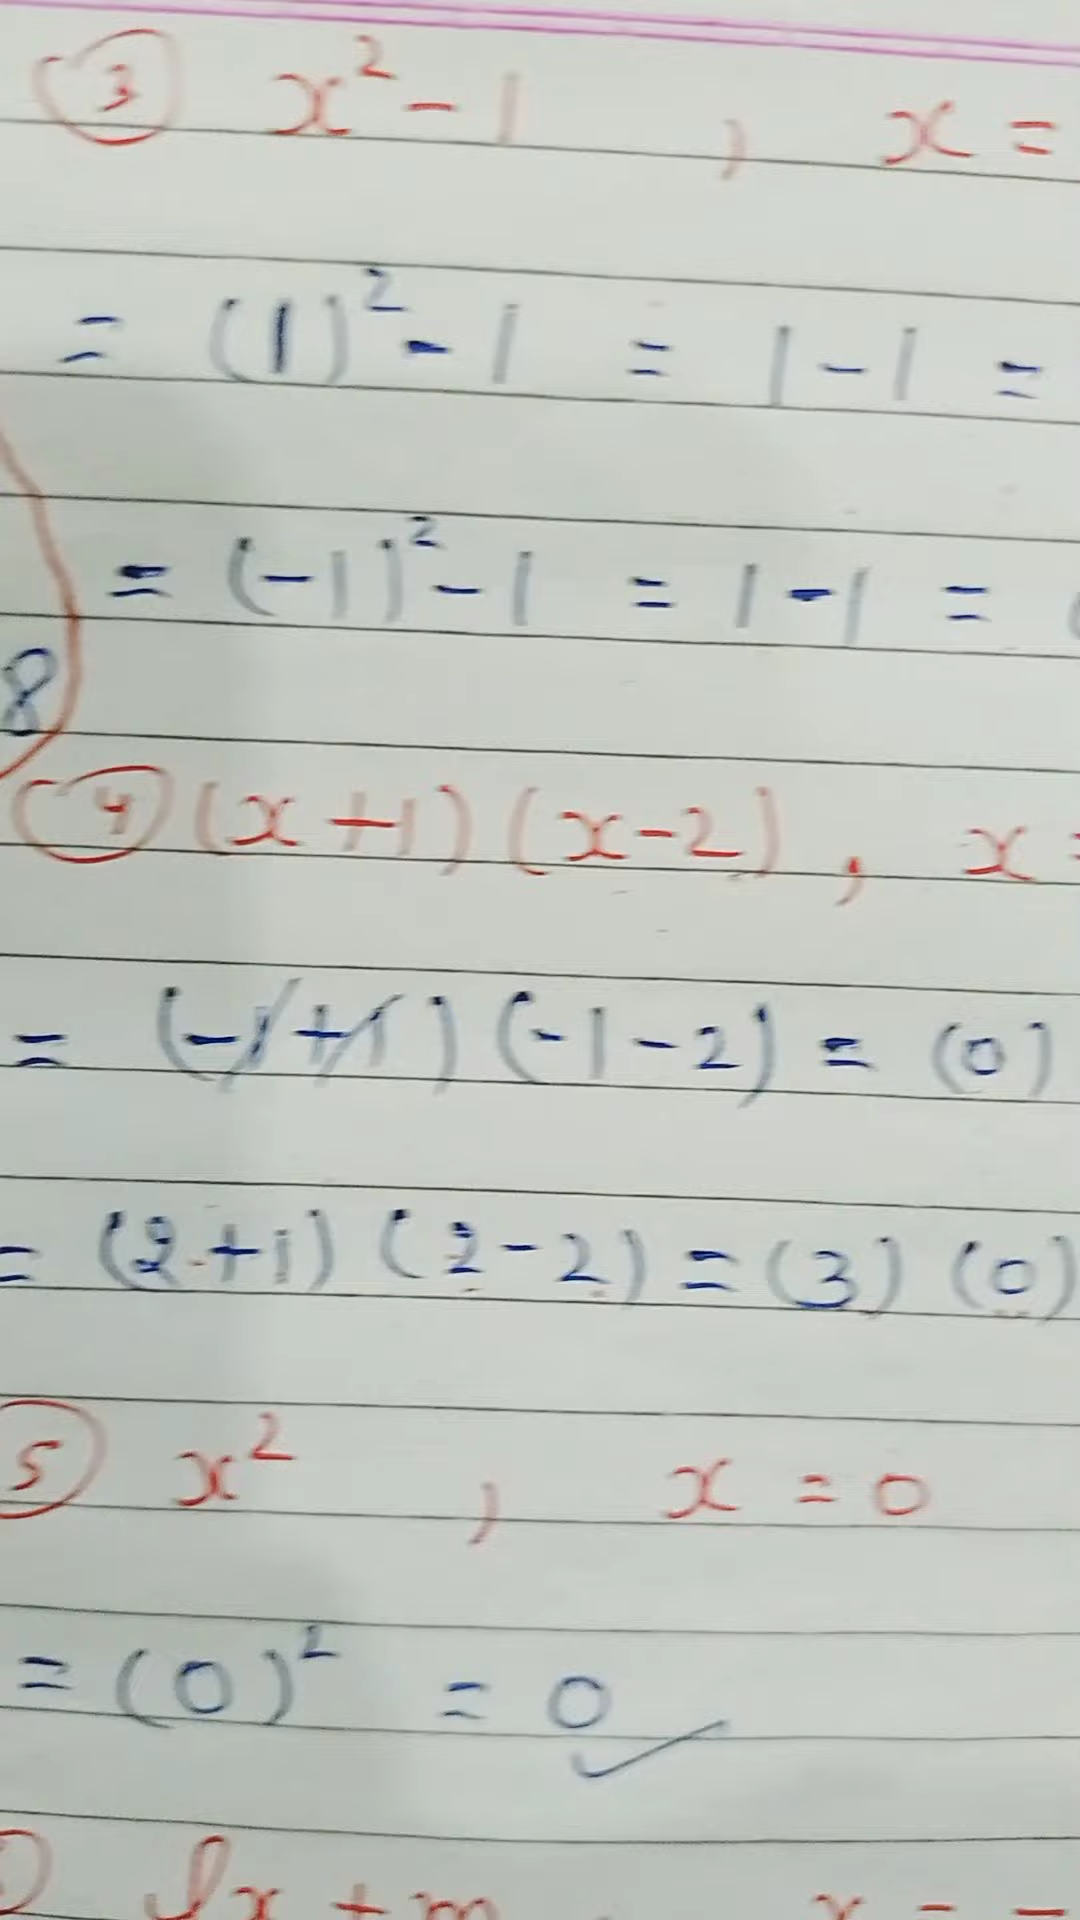 ③ x² - 1 , x =
= (1)² - 1 = 1 - 1 =
= (-1)² - 1 = 1 - 1 =
8
④ (x+1) (x-2) , x =
= (-1+1) (-1-2) = (0)
= (2+1) (2-2) = (3) (0)
⑤ x² , x = 0
= (0)² = 0 ✓
lx + m , x = -